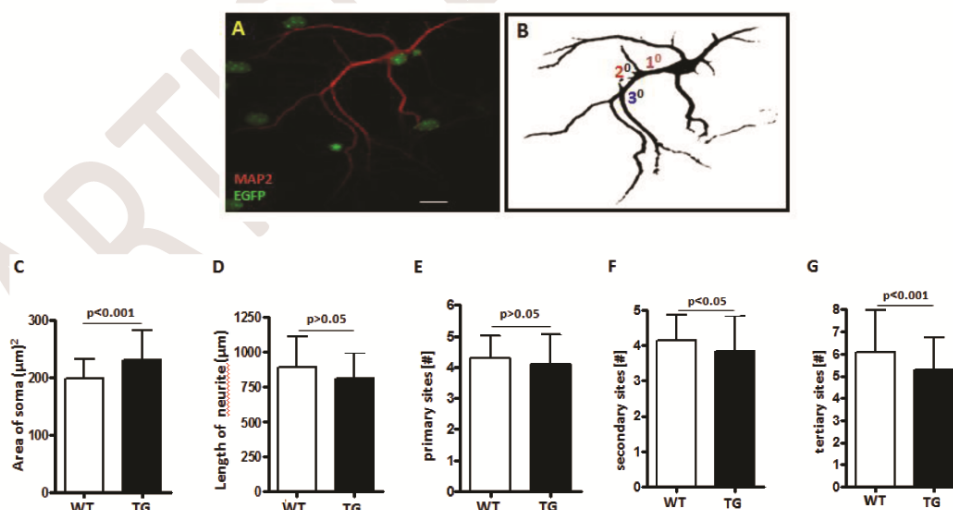 A
B
1⁰
2⁰
3⁰
MAP2
EGFP
C
D
E
F
G
p<0.001
p>0.05
p>0.05
p<0.05
p<0.001
Area of soma (µm)²
300
200
100
0
WT TG
Length of neurite (µm)
1250
1000
750
500
250
0
WT TG
primary sites [#]
6
5
4
3
2
1
0
WT TG
secondary sites [#]
5
4
3
2
1
0
WT TG
tertiary sites [#]
8
7
6
5
4
3
2
1
0
WT TG